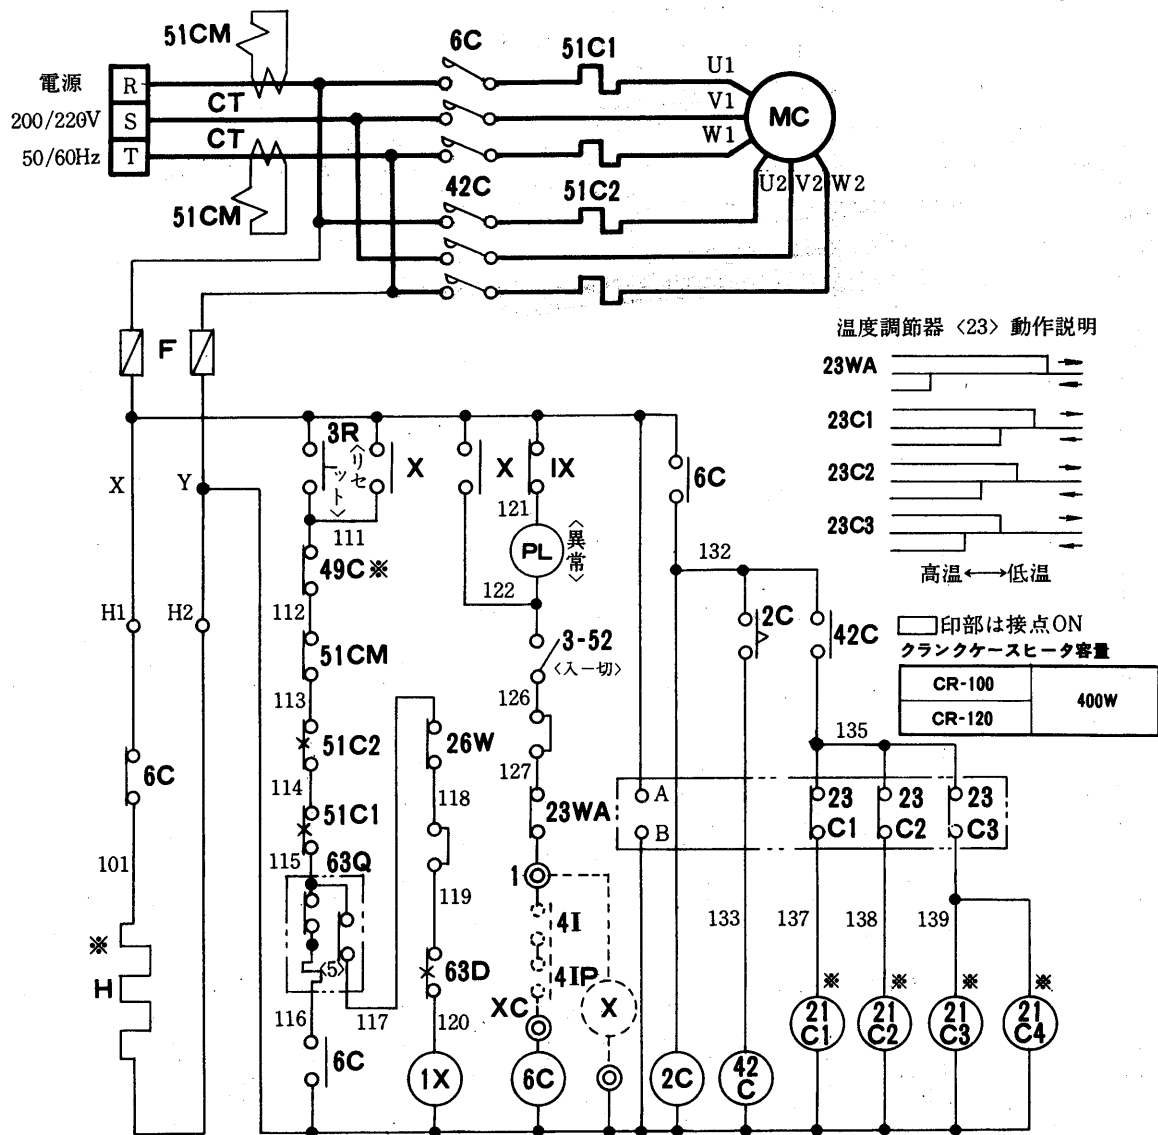 51CM
6C
51C1
U1
電源
R
CT
V1
MC
200/220V
S
W1
CT
50/60Hz
T
42C
51C2
U2
V2
W2
51CM
温度調節器〈23〉動作説明
F
23WA
23C1
23C2
23C3
高温←→低温
3R
〈リセット〉
X
X
1X
6C
X
Y
121
111
PL
〈異常〉
132
49C※
122
2C
42C
□印部は接点ON
H1
H2
112
3-52
〈入-切〉
クランクケースヒータ容量
51CM
CR-100
400W
113
126
CR-120
51C2
26W
135
6C
114
127
51C1
118
23WA
A
23
C1
23
C2
23
C3
B
101
115
63Q
1
119
4I
133
137
138
139
※
〈5〉
63D
4IP
H
※
※
※
※
XC
X
21
C1
21
C2
21
C3
21
C4
116
117
120
6C
1X
6C
2C
42
C